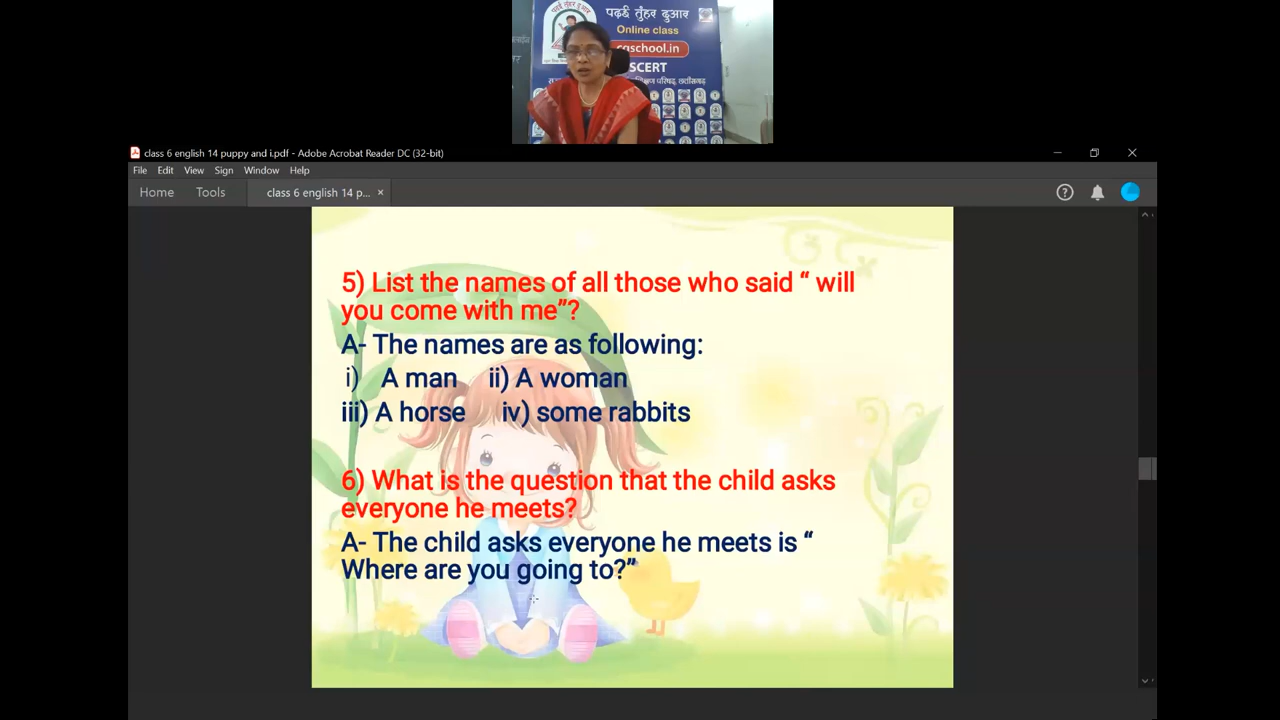 पढ़ई तुंहर दुआर
Online class
cgschool.in
SCERT
class 6 english 14 puppy and i.pdf - Adobe Acrobat Reader DC (32-bit)
File Edit View Sign Window Help
Home Tools class 6 english 14 p... ×
5) List the names of all those who said “ will
you come with me”?
A- The names are as following:
i) A man ii) A woman
iii) A horse iv) some rabbits
6) What is the question that the child asks
everyone he meets?
A- The child asks everyone he meets is “
Where are you going to?”